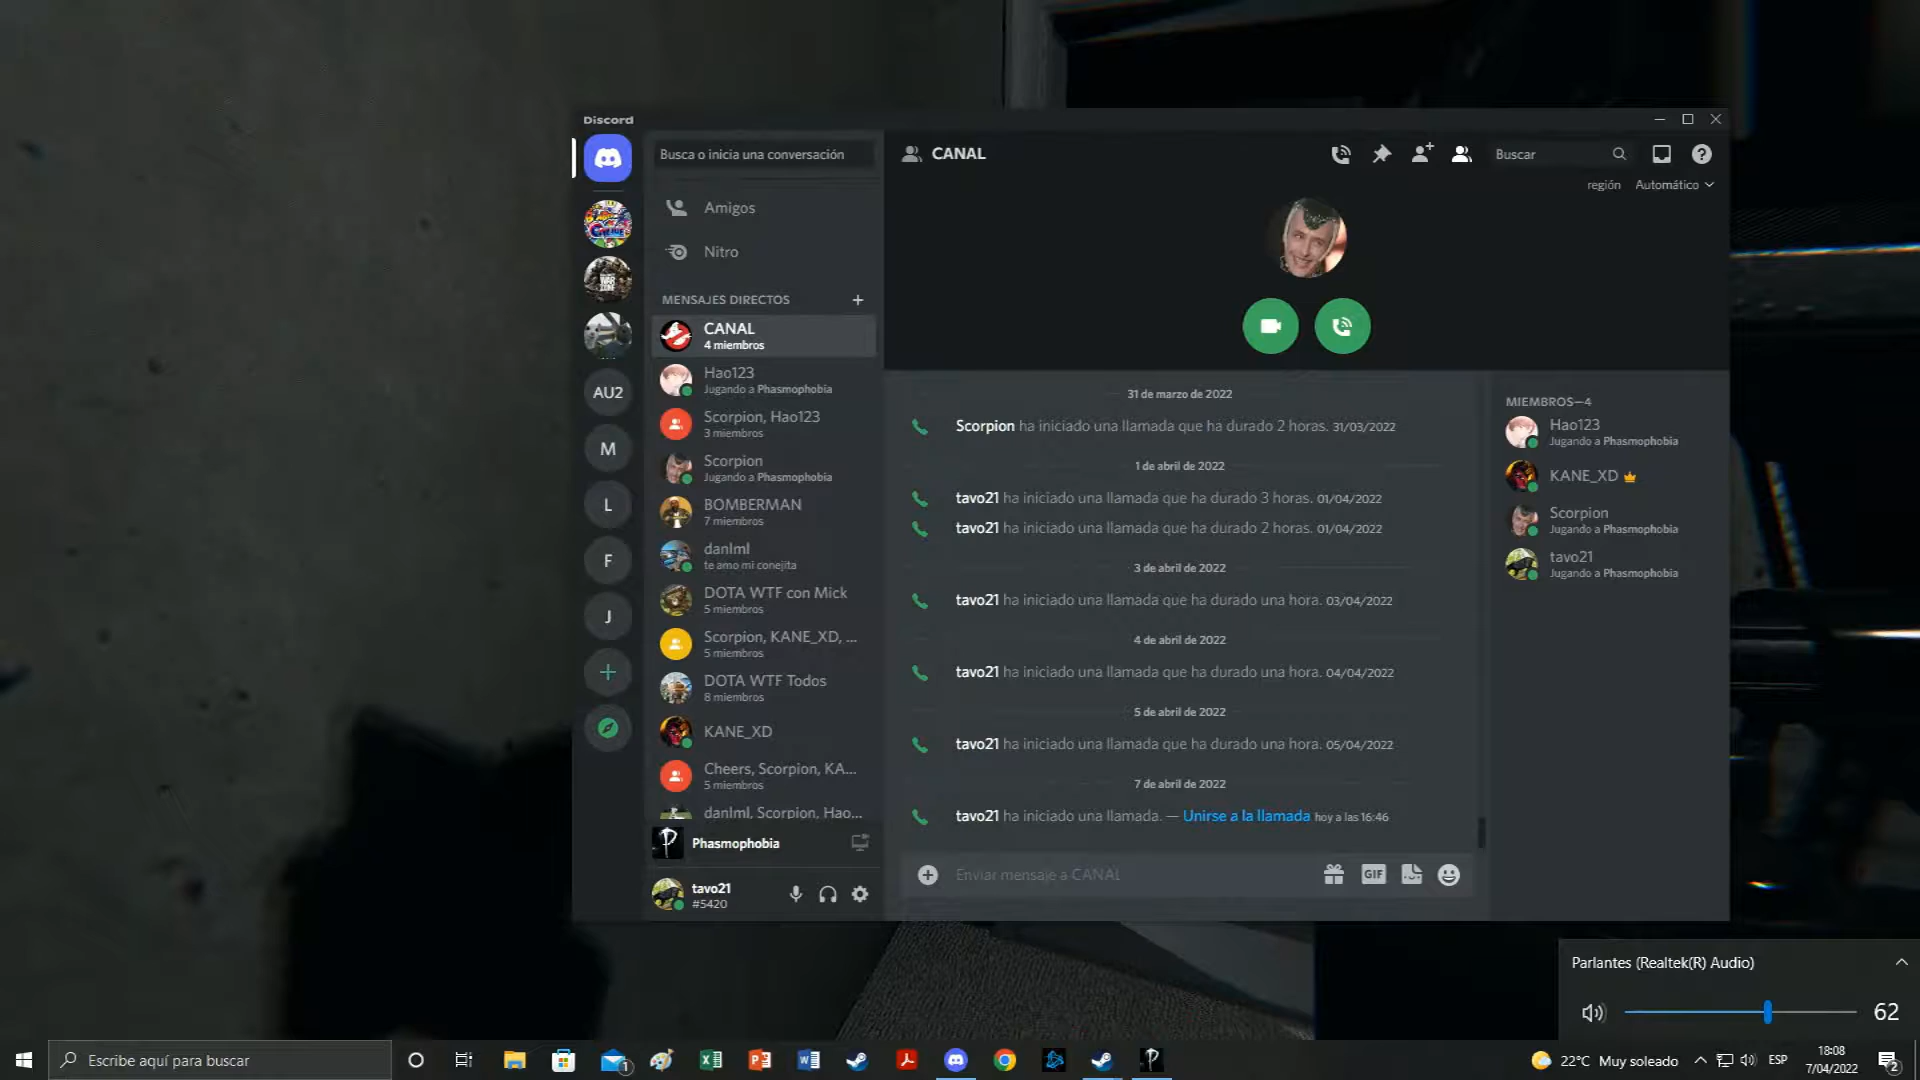 Discord
Busca o inicia una conversación
Amigos
Nitro
MENSAJES DIRECTOS
CANAL
4 miembros
Hao123
Jugando a Phasmophobia
Scorpion, Hao123
3 miembros
Scorpion
Jugando a Phasmophobia
BOMBERMAN
7 miembros
danlml
te amo mi conejita
DOTA WTF con Mick
5 miembros
Scorpion, KANE_XD, ...
5 miembros
DOTA WTF Todos
8 miembros
KANE_XD
Cheers, Scorpion, KA...
5 miembros
danlml, Scorpion, Hao...
Phasmophobia
tavo21
#5420
AU2
M
L
F
J
CANAL
Buscar
región Automático
31 de marzo de 2022
Scorpion ha iniciado una llamada que ha durado 2 horas. 31/03/2022
1 de abril de 2022
tavo21 ha iniciado una llamada que ha durado 3 horas. 01/04/2022
tavo21 ha iniciado una llamada que ha durado 2 horas. 01/04/2022
3 de abril de 2022
tavo21 ha iniciado una llamada que ha durado una hora. 03/04/2022
4 de abril de 2022
tavo21 ha iniciado una llamada que ha durado una hora. 04/04/2022
5 de abril de 2022
tavo21 ha iniciado una llamada que ha durado una hora. 05/04/2022
7 de abril de 2022
tavo21 ha iniciado una llamada. — Unirse a la llamada hoy a las 16:46
Enviar mensaje a CANAL
GIF
MIEMBROS—4
Hao123
Jugando a Phasmophobia
KANE_XD
Scorpion
Jugando a Phasmophobia
tavo21
Jugando a Phasmophobia
Parlantes (Realtek(R) Audio)
62
Escribe aquí para buscar
1
22°C Muy soleado
ESP
18:08
7/04/2022
2